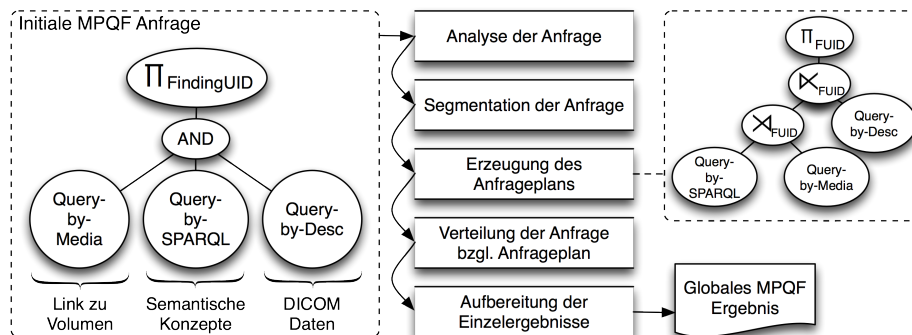 Initiale MPQF Anfrage
∏ FindingUID
AND
Query-
by-
Media
Query-
by-
SPARQL
Query-
by-Desc
Link zu
Volumen
Semantische
Konzepte
DICOM
Daten
Analyse der Anfrage
Segmentation der Anfrage
Erzeugung des
Anfrageplans
Verteilung der Anfrage
bzgl. Anfrageplan
Aufbereitung der
Einzelergebnisse
∏ FUID
⋉ FUID
⋊ FUID
Query-
by-Desc
Query-
by-
SPARQL
Query-
by-Media
Globales MPQF
Ergebnis